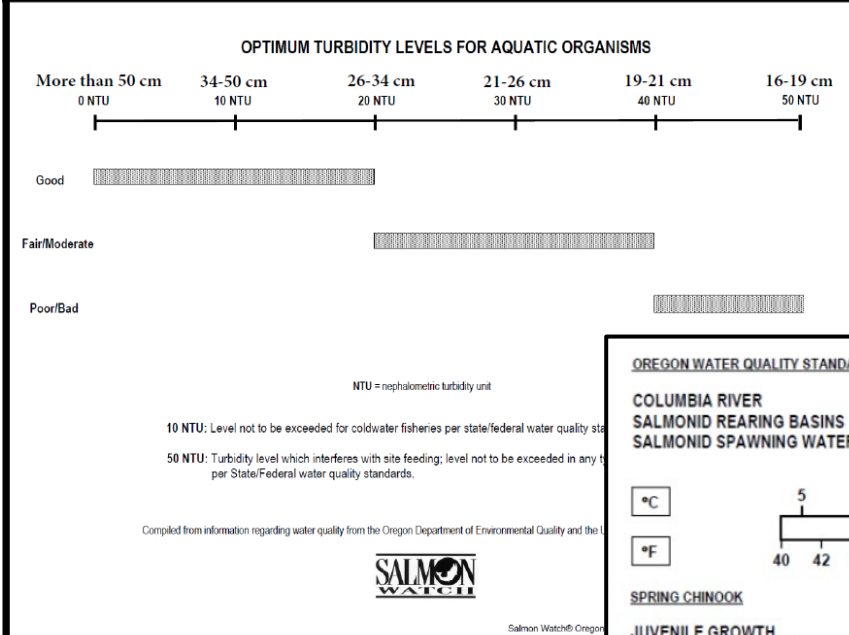 OPTIMUM TURBIDITY LEVELS FOR AQUATIC ORGANISMS
More than 50 cm 34-50 cm 26-34 cm 21-26 cm 19-21 cm 16-19 cm
0 NTU 10 NTU 20 NTU 30 NTU 40 NTU 50 NTU
Good
Fair/Moderate
Poor/Bad
NTU = nephalometric turbidity unit
10 NTU: Level not to be exceeded for coldwater fisheries per state/federal water quality
50 NTU: Turbidity level which interferes with site feeding; level not to be exceeded in any
per State/Federal water quality standards.
Compiled from information regarding water quality from the Oregon Department of Environmental Quality and the
SALMON
WATCH
Salmon Watch® Oregon
OREGON WATER QUALITY
COLUMBIA RIVER
SALMONID REARING BASINS
SALMONID SPAWNING
°C 5
°F 40 42
SPRING CHINOOK
JUVENILE GROWTH